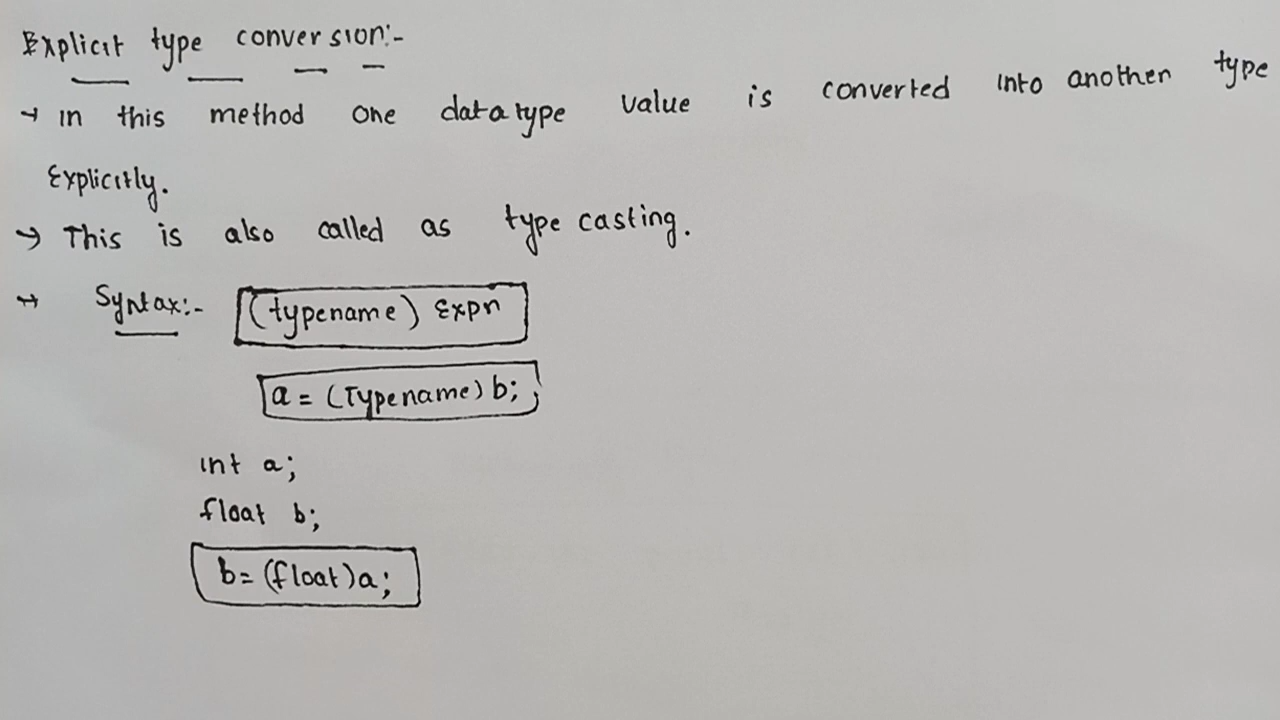 Explicit type conversion:-
→ in this method one datatype value is converted into another type
Explicitly.
→ This is also called as type casting.
→ Syntax:- (typename) Expn
a = (Typename) b;
int a;
float b;
b= (float)a;